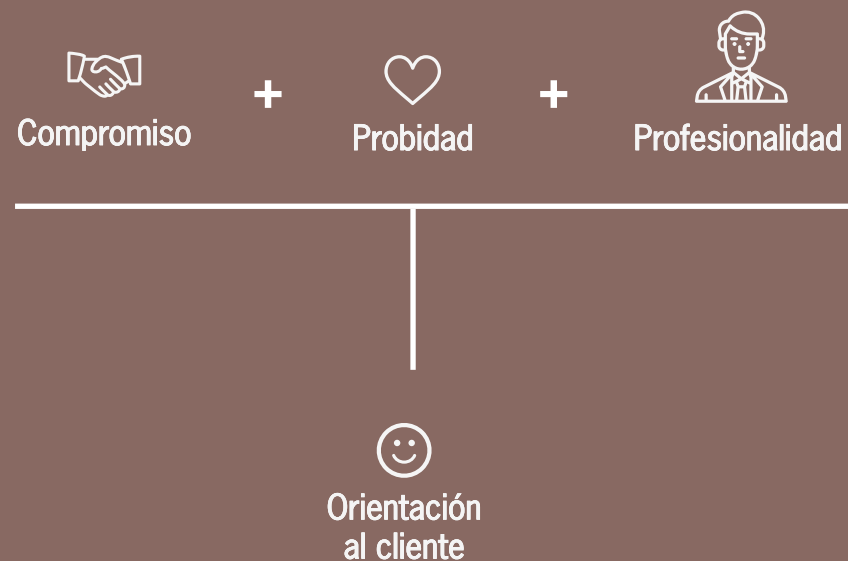 Compromiso + Probidad + Profesionalidad
Orientación
al cliente